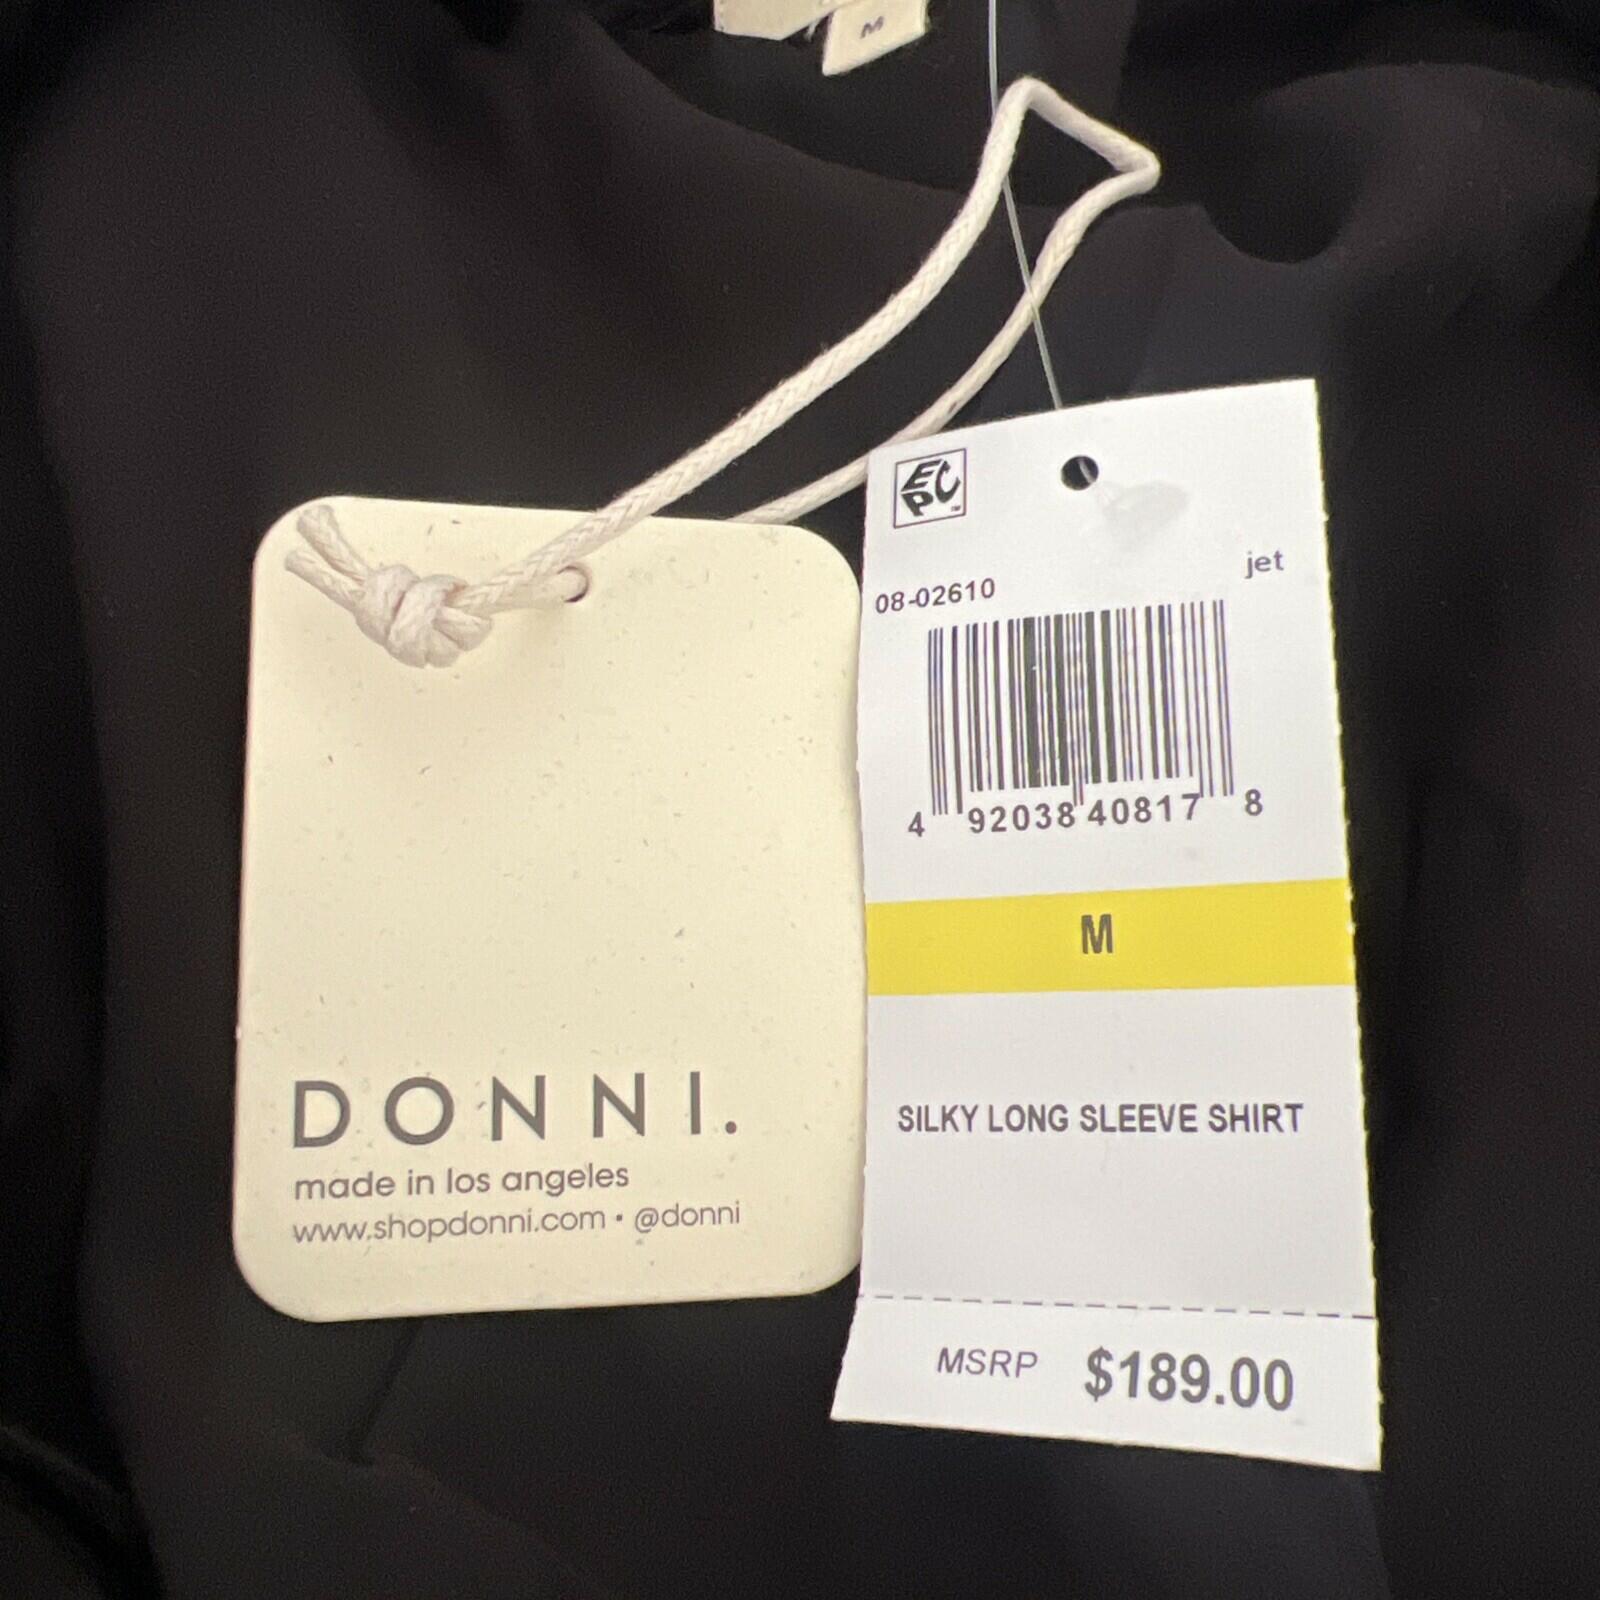 M
EPC™
jet
08-02610
4 92038 40817 8
M
SILKY LONG SLEEVE SHIRT
MSRP $189.00
DONNI.
made in los angeles
www.shopdonni.com • @donni